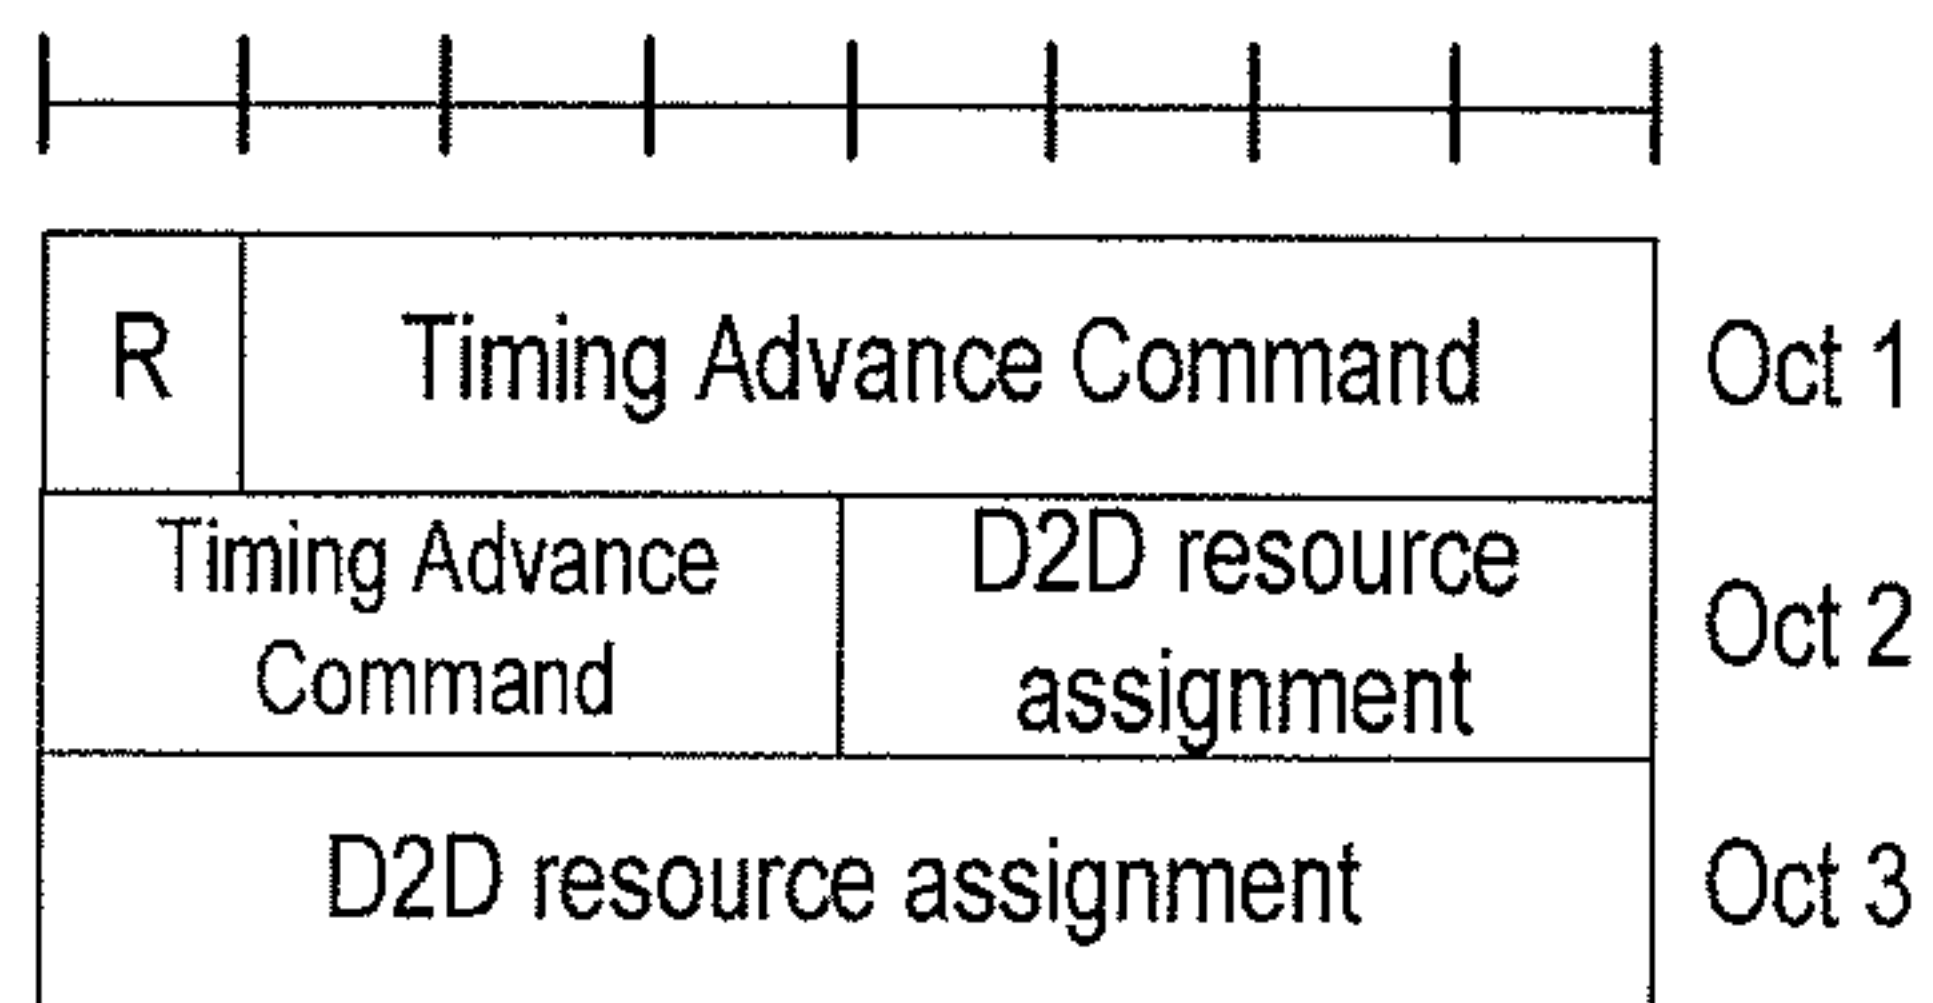 R Timing Advance Command Oct 1
Timing Advance
Command
D2D resource
assignment
Oct 2
D2D resource assignment Oct 3